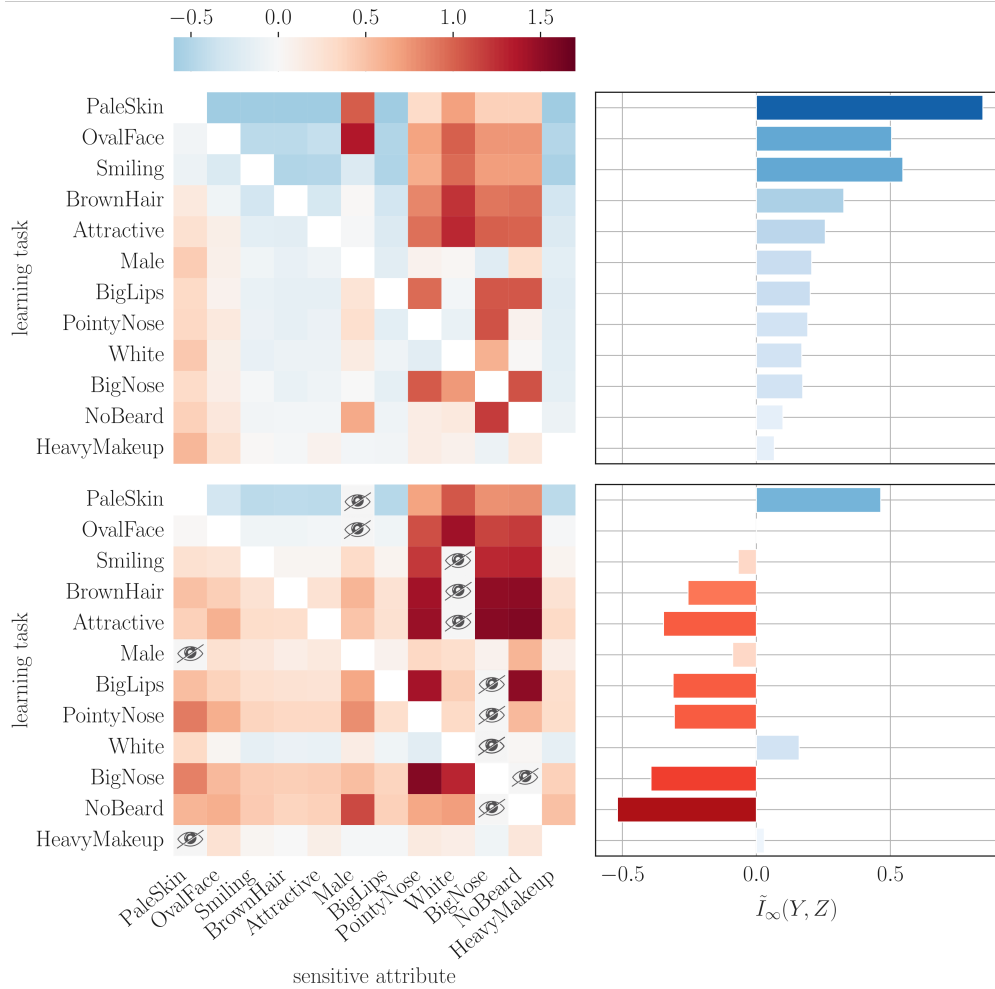 −0.5 0.0 0.5 1.0 1.5
learning task
PaleSkin
OvalFace
Smiling
BrownHair
Attractive
Male
BigLips
PointyNose
White
BigNose
NoBeard
HeavyMakeup
learning task
PaleSkin
OvalFace
Smiling
BrownHair
Attractive
Male
BigLips
PointyNose
White
BigNose
NoBeard
HeavyMakeup
PaleSkin
OvalFace
Smiling
BrownHair
Attractive
Male
BigLips
PointyNose
White
BigNose
NoBeard
HeavyMakeup
sensitive attribute
−0.5 0.0 0.5
Ĩ∞(Y, Z)